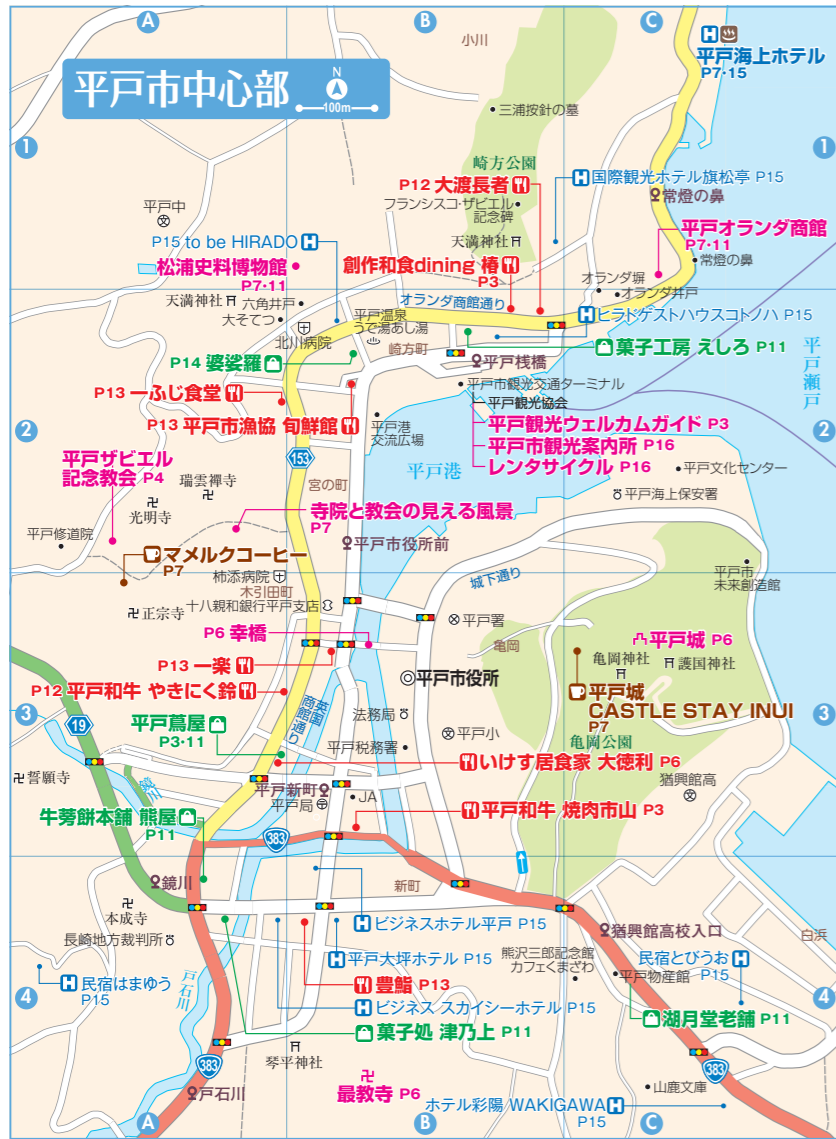 A
B
C
平戸市中心部
N
100m
小川
平戸海上ホテル
P7・15
三浦按針の墓
1
1
崎方公園
P12 大渡長者
フランシスコ・ザビエル
記念碑
国際観光ホテル旗松亭 P15
常燈の鼻
平戸中
P15 to be HIRADO
天満神社
平戸オランダ商館
P7・11
松浦史料博物館
P7・11
創作和食dining 椿
P3
常燈の鼻
オランダ塀
オランダ井戸
天満神社
六角井戸
大そてつ
オランダ商館通り
ヒラドゲストハウスコトノハ P15
平戸温泉
うで湯あし湯
北川病院
崎方町
平戸桟橋
菓子工房 えしろ P11
P14 婆娑羅
平戸瀬戸
P13 一ふじ食堂
平戸市観光交通ターミナル
平戸観光協会
P13 平戸市漁協 旬鮮館
平戸港
交流広場
平戸観光ウェルカムガイド P3
平戸市観光案内所 P16
レンタサイクル P16
2
2
153
平戸港
平戸文化センター
平戸ザビエル
記念教会 P4
瑞雲禅寺
宮の町
平戸海上保安署
光明寺
寺院と教会の見える風景
P7
平戸修道院
平戸市役所前
マメルクコーヒー
P7
柿添病院
木引田町
城下通り
平戸市
未来創造館
正宗寺
十八親和銀行平戸支店
平戸署
P6 幸橋
亀岡
平戸城 P6
亀岡神社
護国神社
P13 一楽
平戸市役所
P12 平戸和牛 やきにく鈴
平戸城
CASTLE STAY INUI
P7
3
3
19
平戸蔦屋
P3・11
英国
商館通り
法務局
平戸小
平戸税務署
亀岡公園
いけす居食家 大徳利 P6
誓願寺
鏡川
猶興館高
平戸新町
平戸局
JA
牛蒡餅本舗 熊屋
P11
平戸和牛 焼肉市山 P3
383
鏡川
新町
本成寺
ビジネスホテル平戸 P15
猶興館高校入口
白浜
長崎地方裁判所
平戸大坪ホテル P15
熊沢三郎記念館
カフェくまざわ
民宿とびうお
P15
平戸物産館
民宿はまゆう
P15
豊鮨 P13
4
4
戸石川
ビジネス スカイシーホテル P15
湖月堂老舗 P11
菓子処 津乃上 P11
383
琴平神社
383
戸石川
最教寺 P6
山鹿文庫
ホテル彩陽 WAKIGAWA
P15
A
B
C